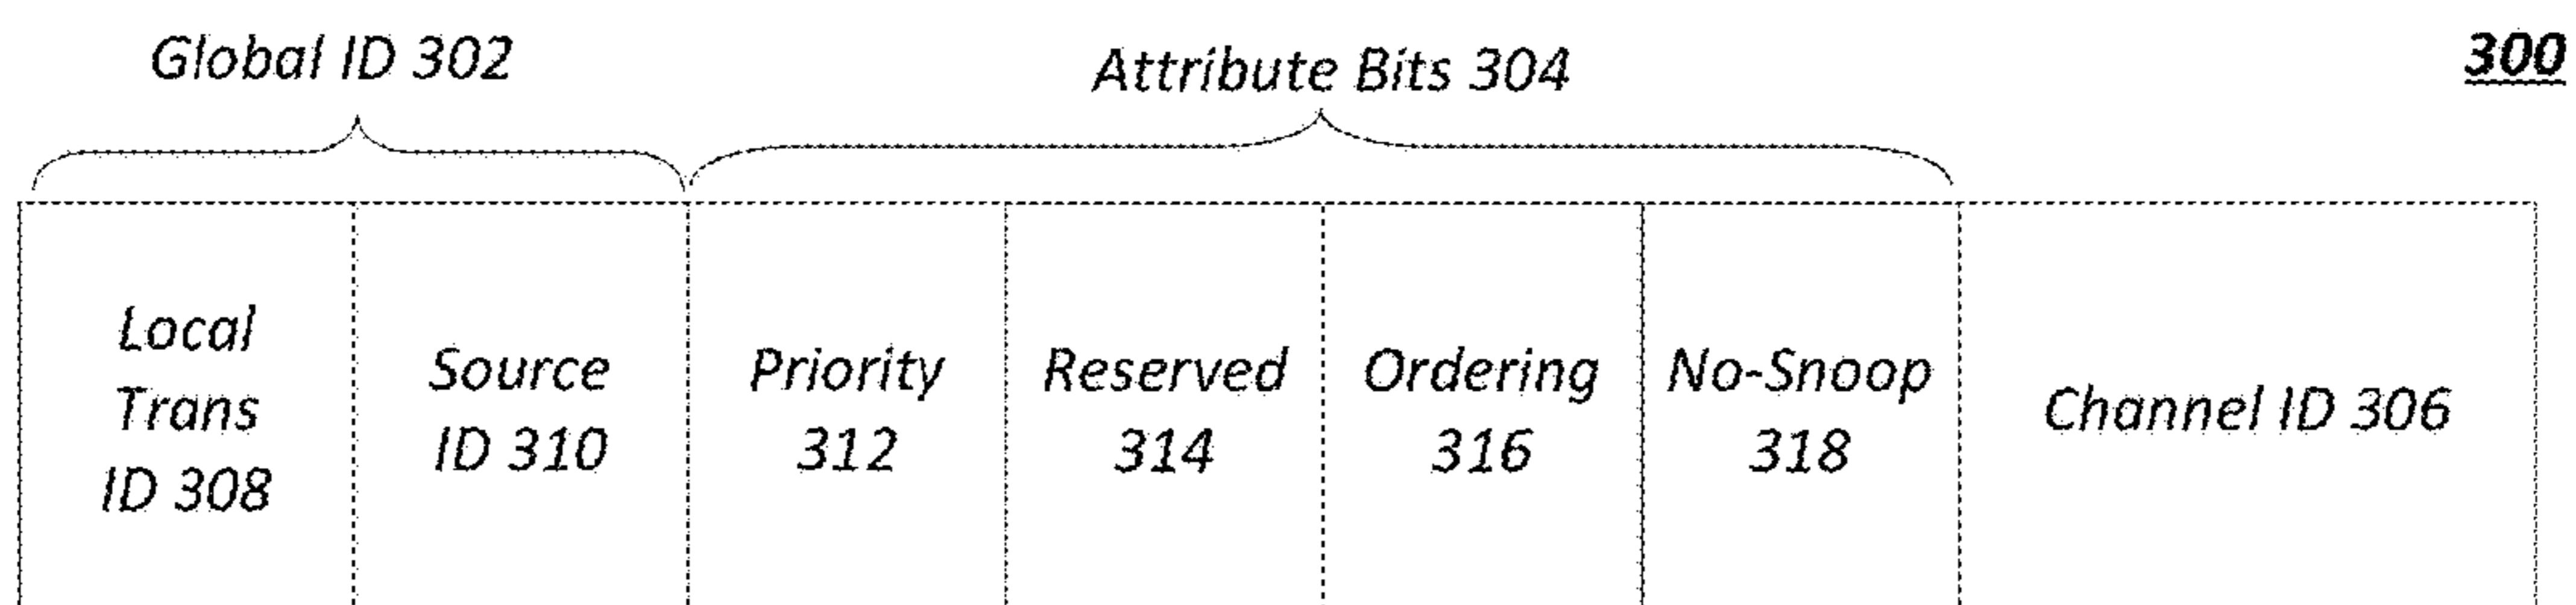 Global ID 302
Attribute Bits 304
300
Local
Trans
ID 308
Source
ID 310
Priority
312
Reserved
314
Ordering
316
No-Snoop
318
Channel ID 306